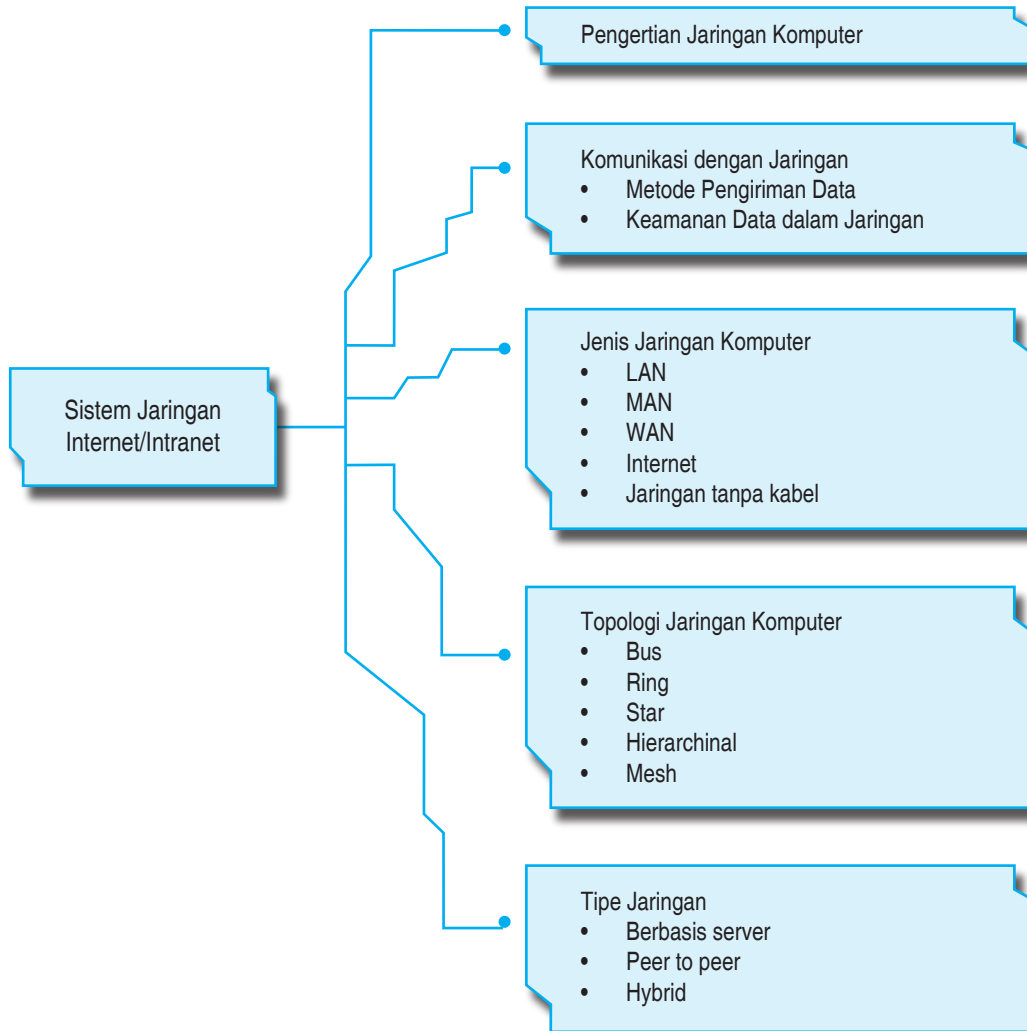 Pengertian Jaringan Komputer
Komunikasi dengan Jaringan
• Metode Pengiriman Data
• Keamanan Data dalam Jaringan
Jenis Jaringan Komputer
• LAN
• MAN
• WAN
• Internet
• Jaringan tanpa kabel
Sistem Jaringan
Internet/Intranet
Topologi Jaringan Komputer
• Bus
• Ring
• Star
• Hierarchinal
• Mesh
Tipe Jaringan
• Berbasis server
• Peer to peer
• Hybrid